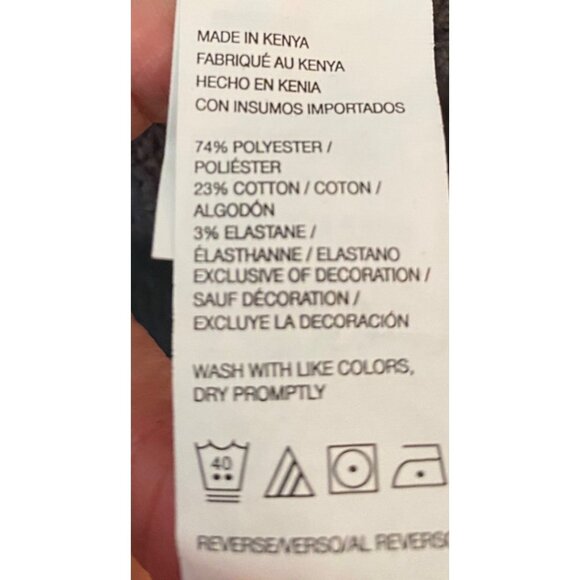 MADE IN KENYA
FABRIQUÉ AU KENYA
HECHO EN KENIA
CON INSUMOS IMPORTADOS
74% POLYESTER /
POLIÉSTER
23% COTTON / COTON /
ALGODÓN
3% ELASTANE /
ÉLASTHANNE / ELASTANO
EXCLUSIVE OF DECORATION /
SAUF DÉCORATION /
EXCLUYE LA DECORACIÓN
WASH WITH LIKE COLORS,
DRY PROMPTLY
40
REVERSE/VERSO/AL REVERSO